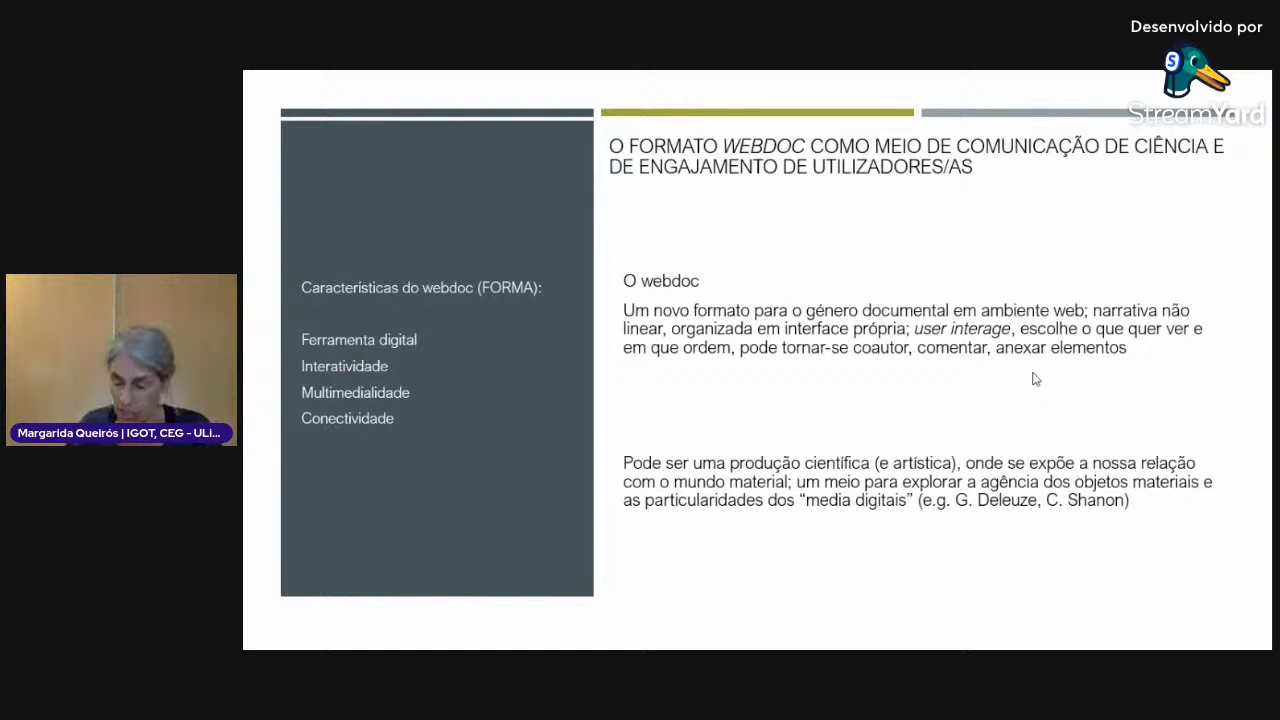 Desenvolvido por
StreamYard
O FORMATO WEBDOC COMO MEIO DE COMUNICAÇÃO DE CIÊNCIA E
DE ENGAJAMENTO DE UTILIZADORES/AS
Características do webdoc (FORMA):
Ferramenta digital
Interatividade
Multimedialidade
Conectividade
O webdoc
Um novo formato para o género documental em ambiente web; narrativa não
linear, organizada em interface própria; user interage, escolhe o que quer ver e
em que ordem, pode tornar-se coautor, comentar, anexar elementos
Pode ser uma produção científica (e artística), onde se expõe a nossa relação
com o mundo material; um meio para explorar a agência dos objetos materiais e
as particularidades dos “media digitais” (e.g. G. Deleuze, C. Shanon)
Margarida Queirós | IGOT, CEG - ULi...